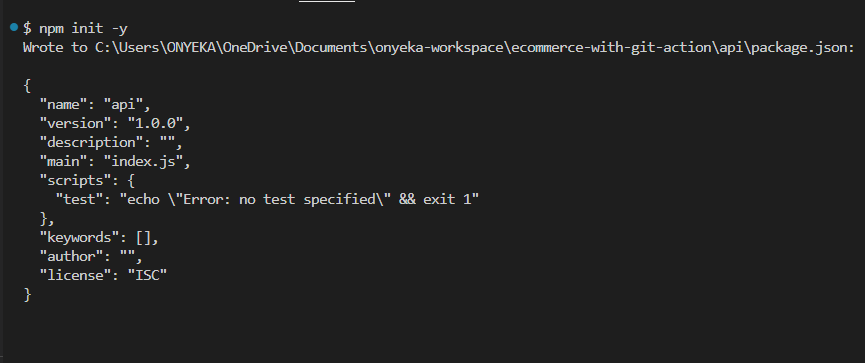 $ npm init -y
Wrote to C:\Users\ONYEKA\OneDrive\Documents\onyeka-workspace\ecommerce-with-git-action\api\package.json:
{
  "name": "api",
  "version": "1.0.0",
  "description": "",
  "main": "index.js",
  "scripts": {
    "test": "echo \"Error: no test specified\" && exit 1"
  },
  "keywords": [],
  "author": "",
  "license": "ISC"
}